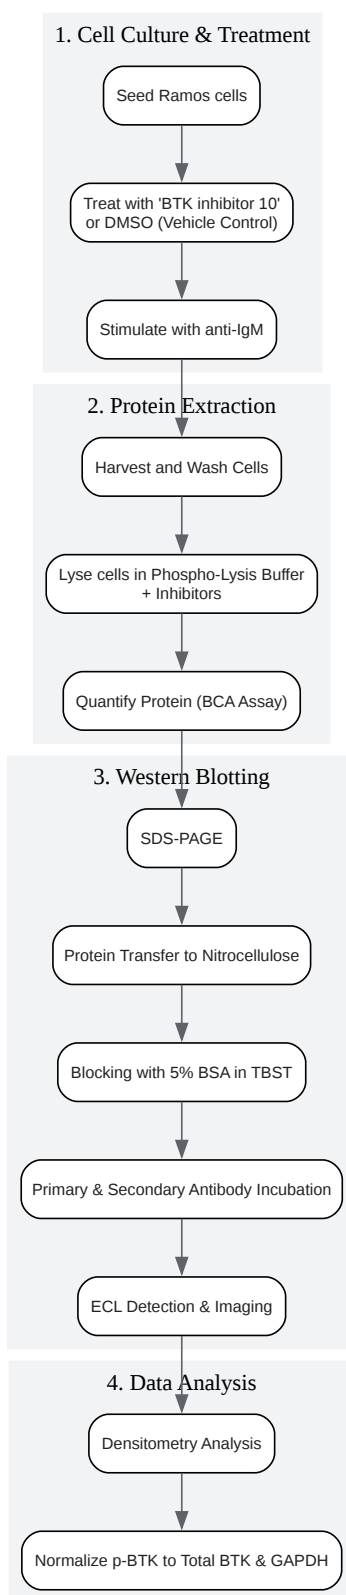 1. Cell Culture & Treatment
Seed Ramos cells
Treat with 'BTK inhibitor 10'
or DMSO (Vehicle Control)
Stimulate with anti-IgM
2. Protein Extraction
Harvest and Wash Cells
Lyse cells in Phospho-Lysis Buffer
+ Inhibitors
Quantify Protein (BCA Assay)
3. Western Blotting
SDS-PAGE
Protein Transfer to Nitrocellulose
Blocking with 5% BSA in TBST
Primary & Secondary Antibody Incubation
ECL Detection & Imaging
4. Data Analysis
Densitometry Analysis
Normalize p-BTK to Total BTK & GAPDH